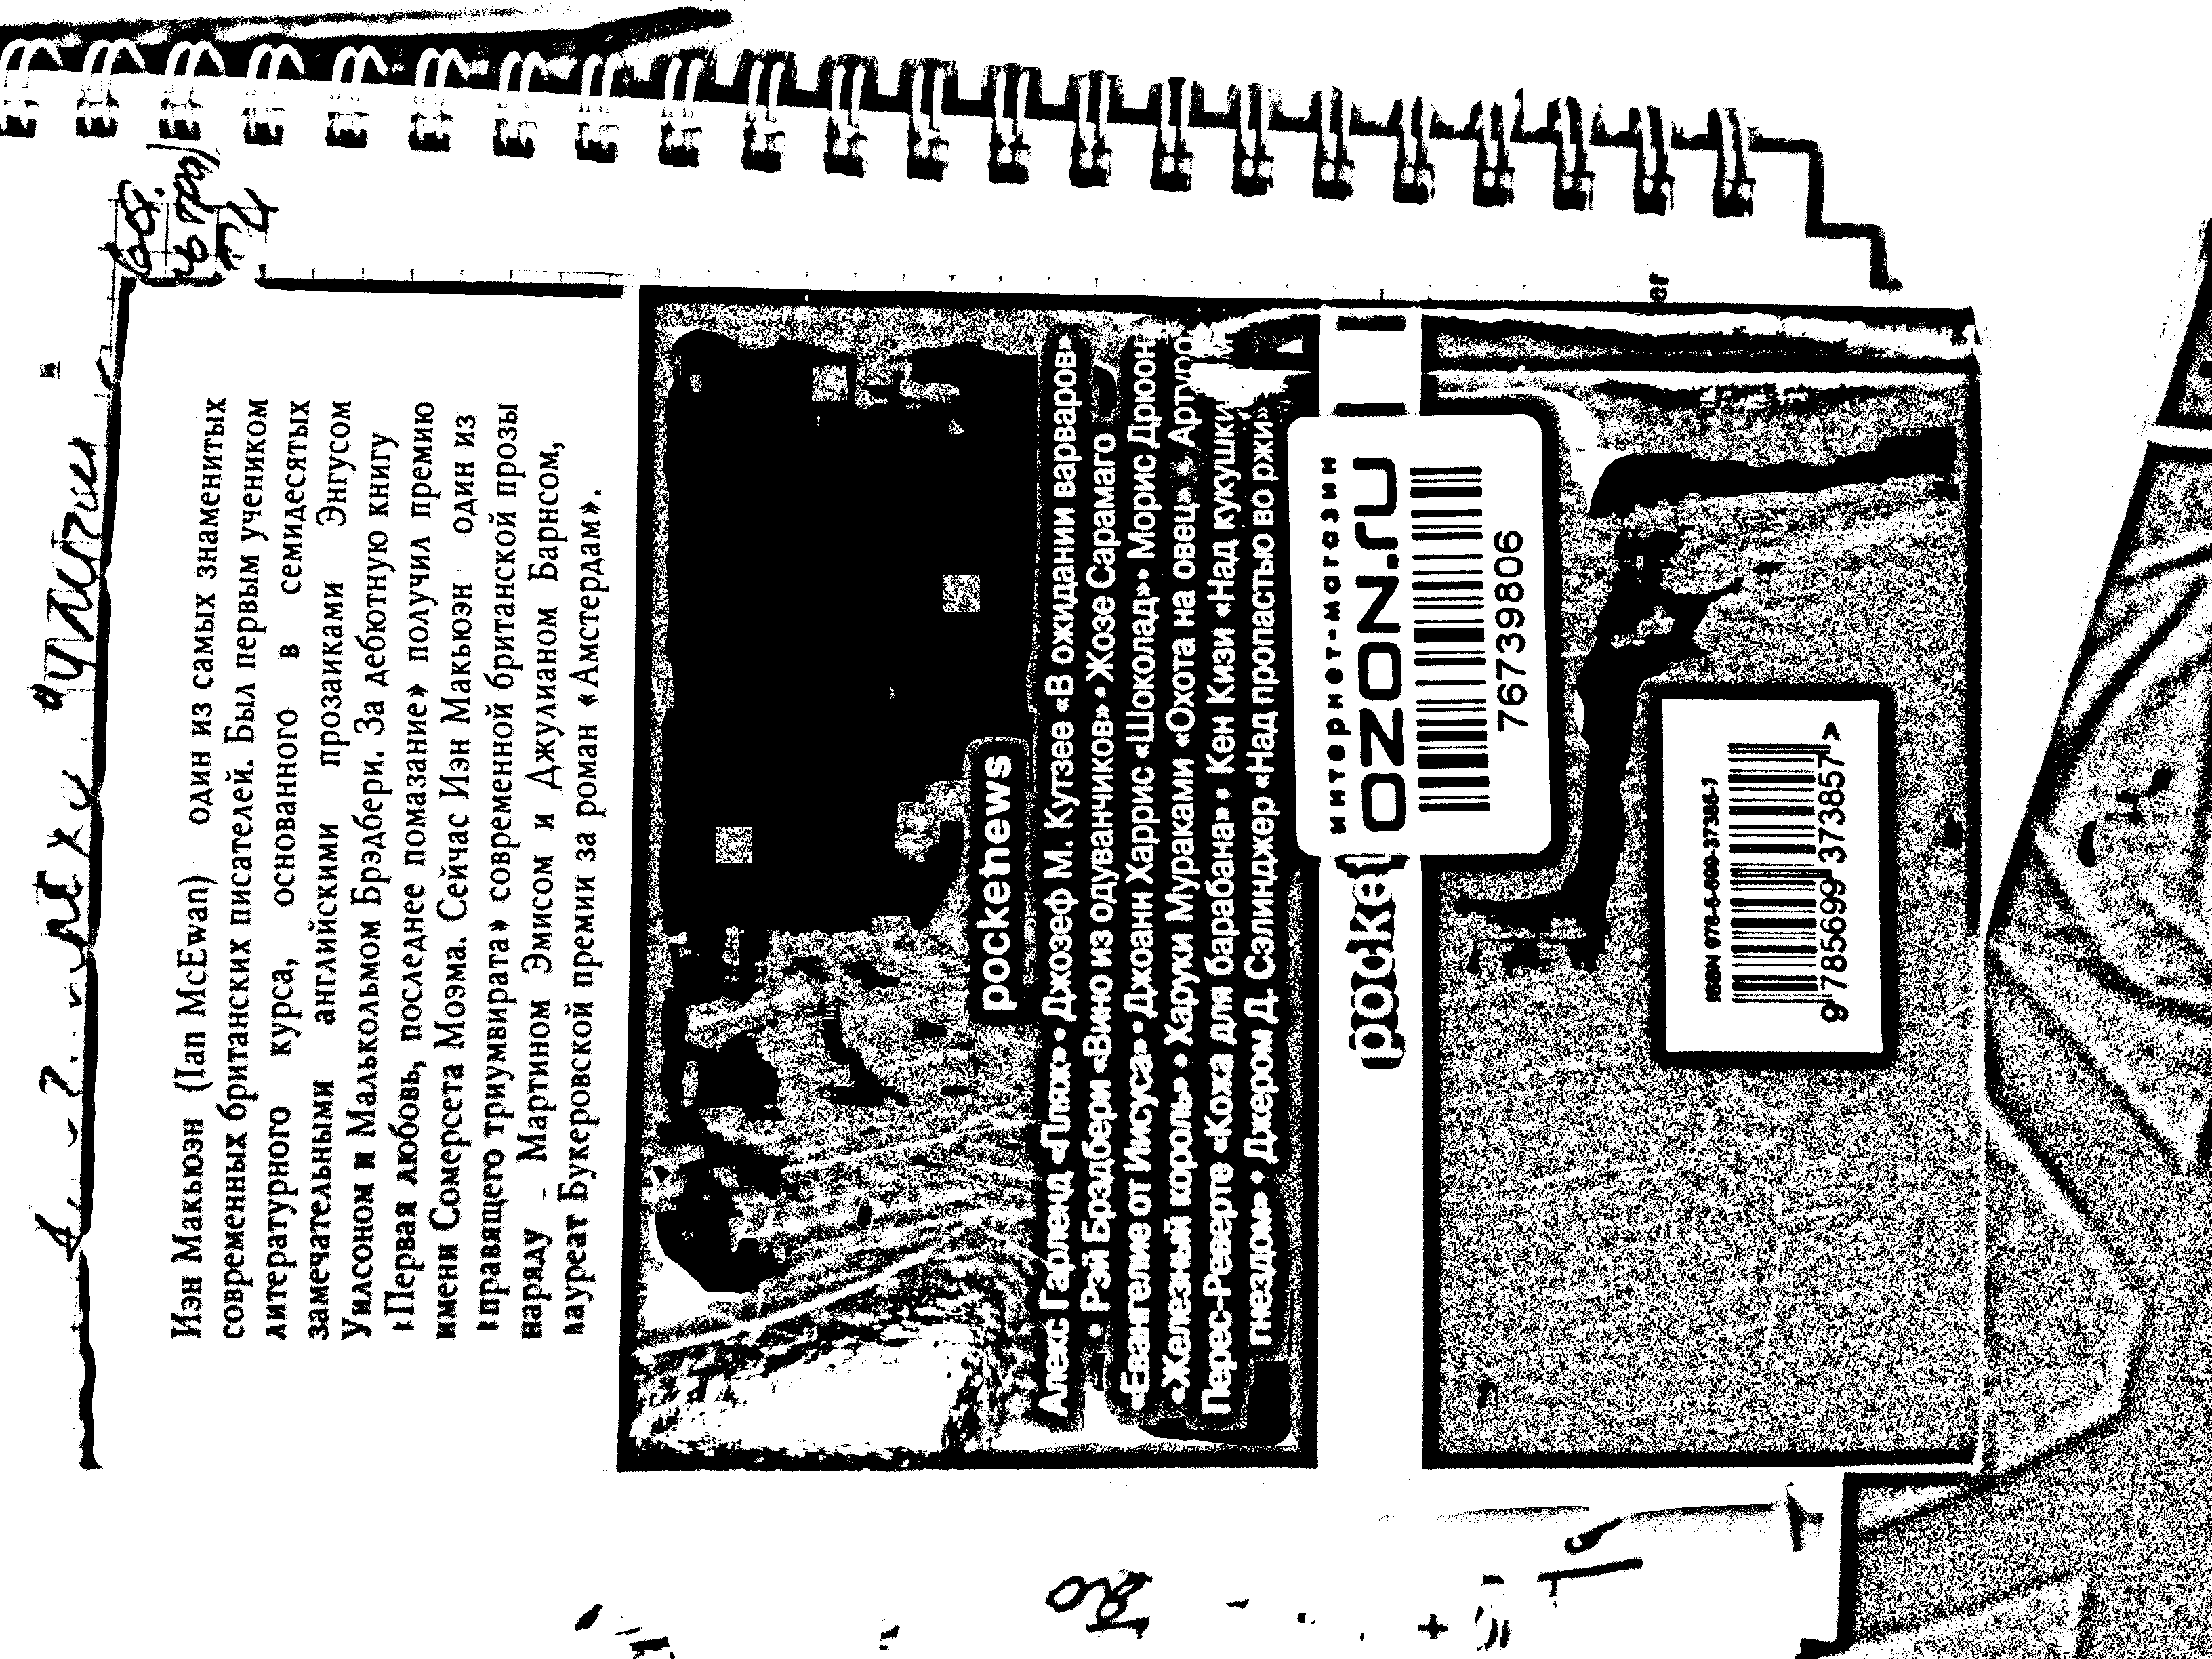 Иэн Макьюэн (Ian McEwan) один из самых знаменитых
современных британских писателей. Был первым учеником
литературного курса, основанного в семидесятых
замечательными английскими прозаиками Энгусом
Уилсоном и Малькольмом Брэдбери. За дебютную книгу
«Первая любовь, последнее помазание» получил премию
имени Сомерсета Моэма. Сейчас Иэн Макьюэн один из
«правящего триумвирата» современной британской прозы
наряду - Мартином Эмисом и Джулианом Барнсом,
лауреат Букеровской премии за роман «Амстердам».
pocketnews
Алекс Гарленд «Пляж» • Джозеф М. Кутзее «В ожидании варваров»
• Рэй Брэдбери «Вино из одуванчиков» • Жозе Сарамаго
«Евангелие от Иисуса» • Джоанн Харрис «Шоколад» • Морис Дрюон
«Железный король» • Харуки Мураками «Охота на овец» • Артуро
Перес-Реверте «Кожа для барабана» • Кен Кизи «Над кукушкиным
гнездом» • Джером Д. Сэлинджер «Над пропастью во ржи»
интернет-магазин
OZON.ru
76739806
pocket
ISBN 978-5-699-37385-7
9 785699 373857 >